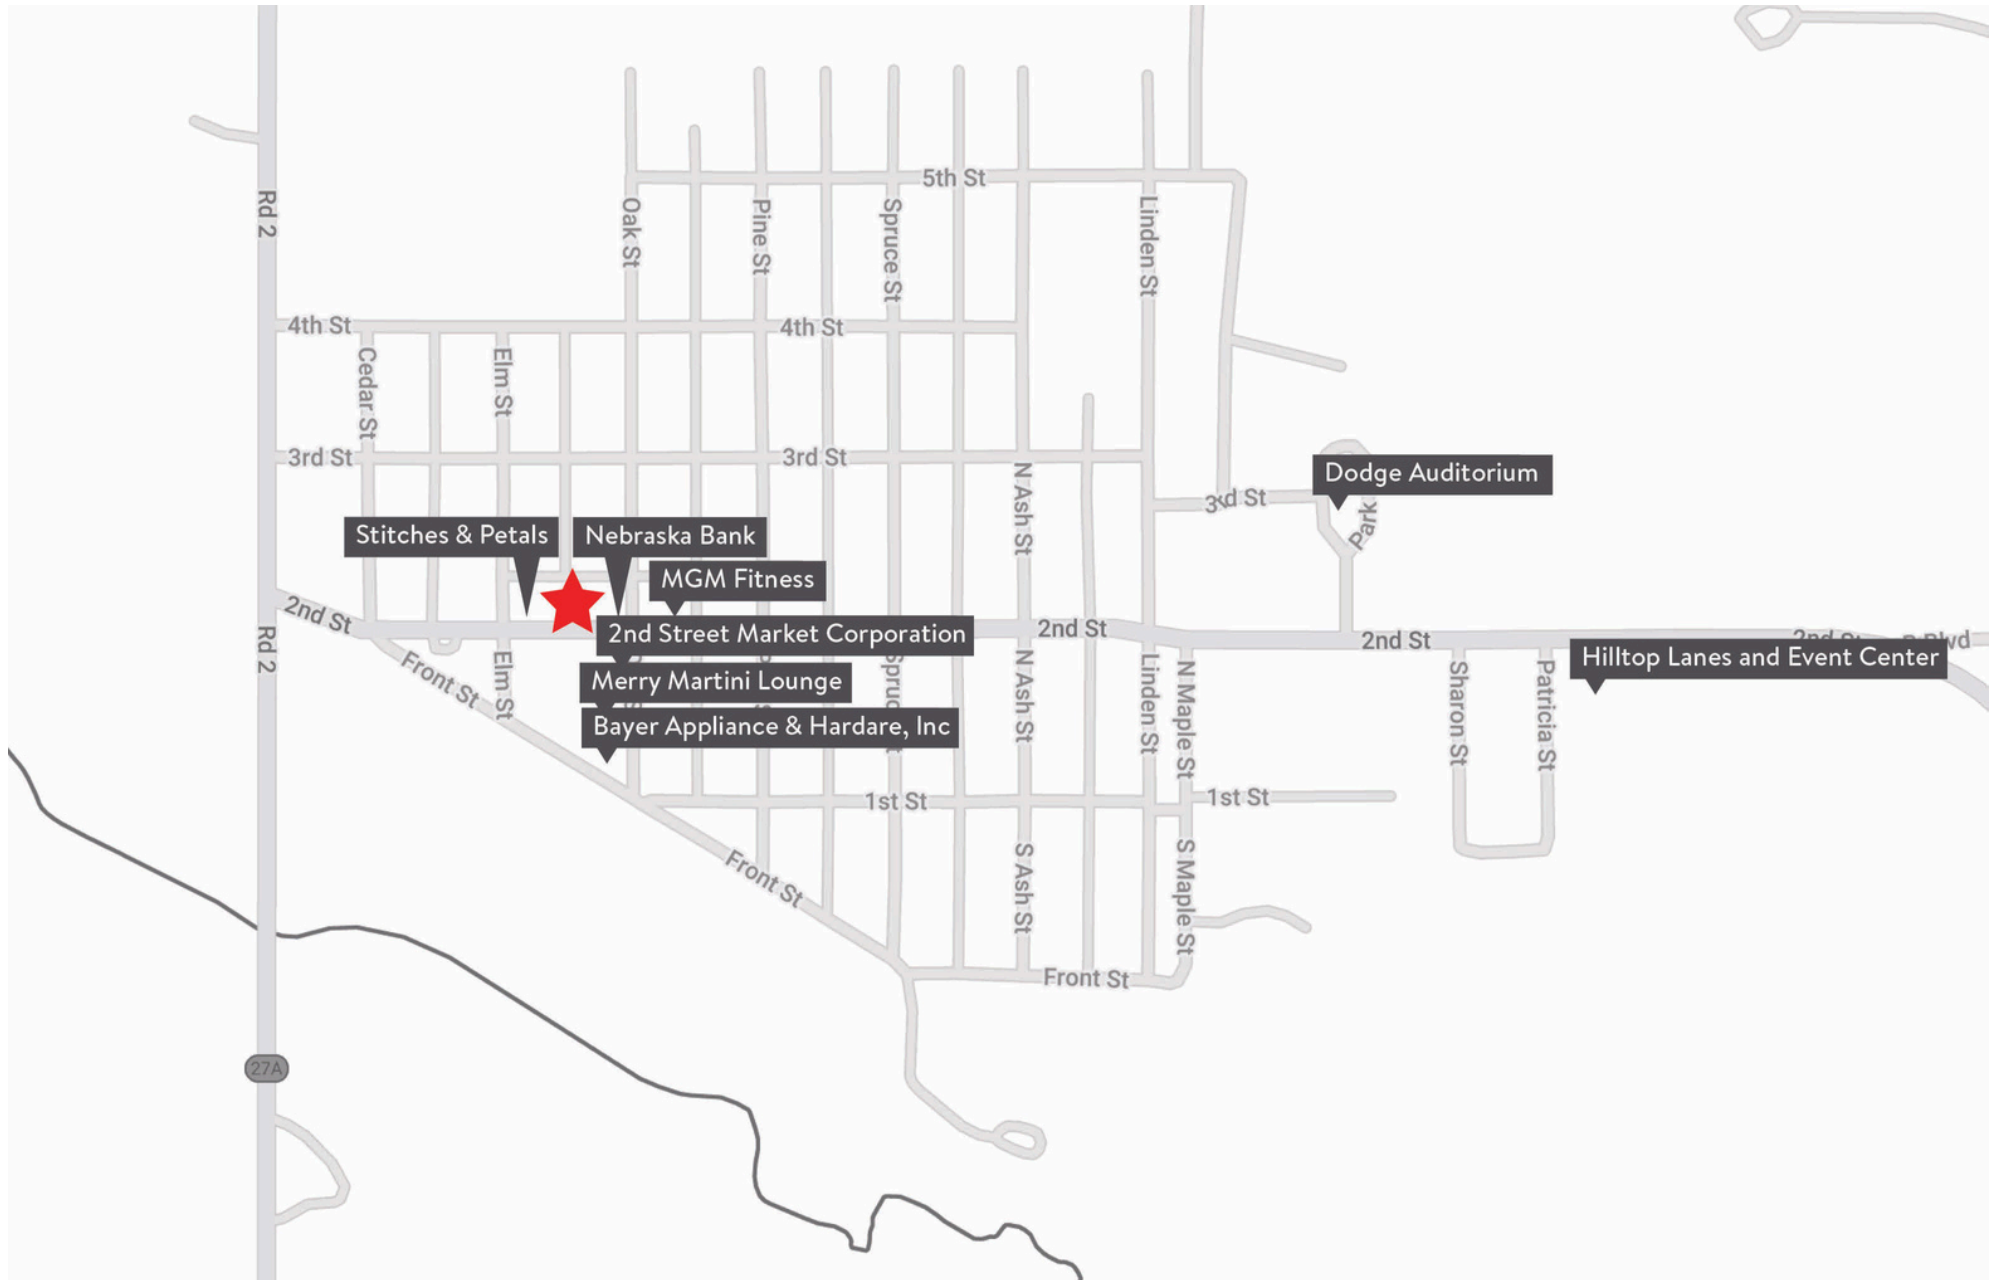 5th St
Rd 2
Oak St
Pine St
Spruce St
Linden St
4th St
4th St
Cedar St
Elm St
3rd St
3rd St
N Ash St
Dodge Auditorium
3rd St
Park
Stitches & Petals
Nebraska Bank
MGM Fitness
2nd St
2nd Street Market Corporation
2nd St
2nd St
2nd St
Blvd
Rd 2
Front St
Elm St
Merry Martini Lounge
Bayer Appliance & Hardare, Inc
Spruc
N Ash St
Linden St
N Maple St
Sharon St
Patricia St
Hilltop Lanes and Event Center
1st St
1st St
Front St
S Ash St
S Maple St
Front St
27A